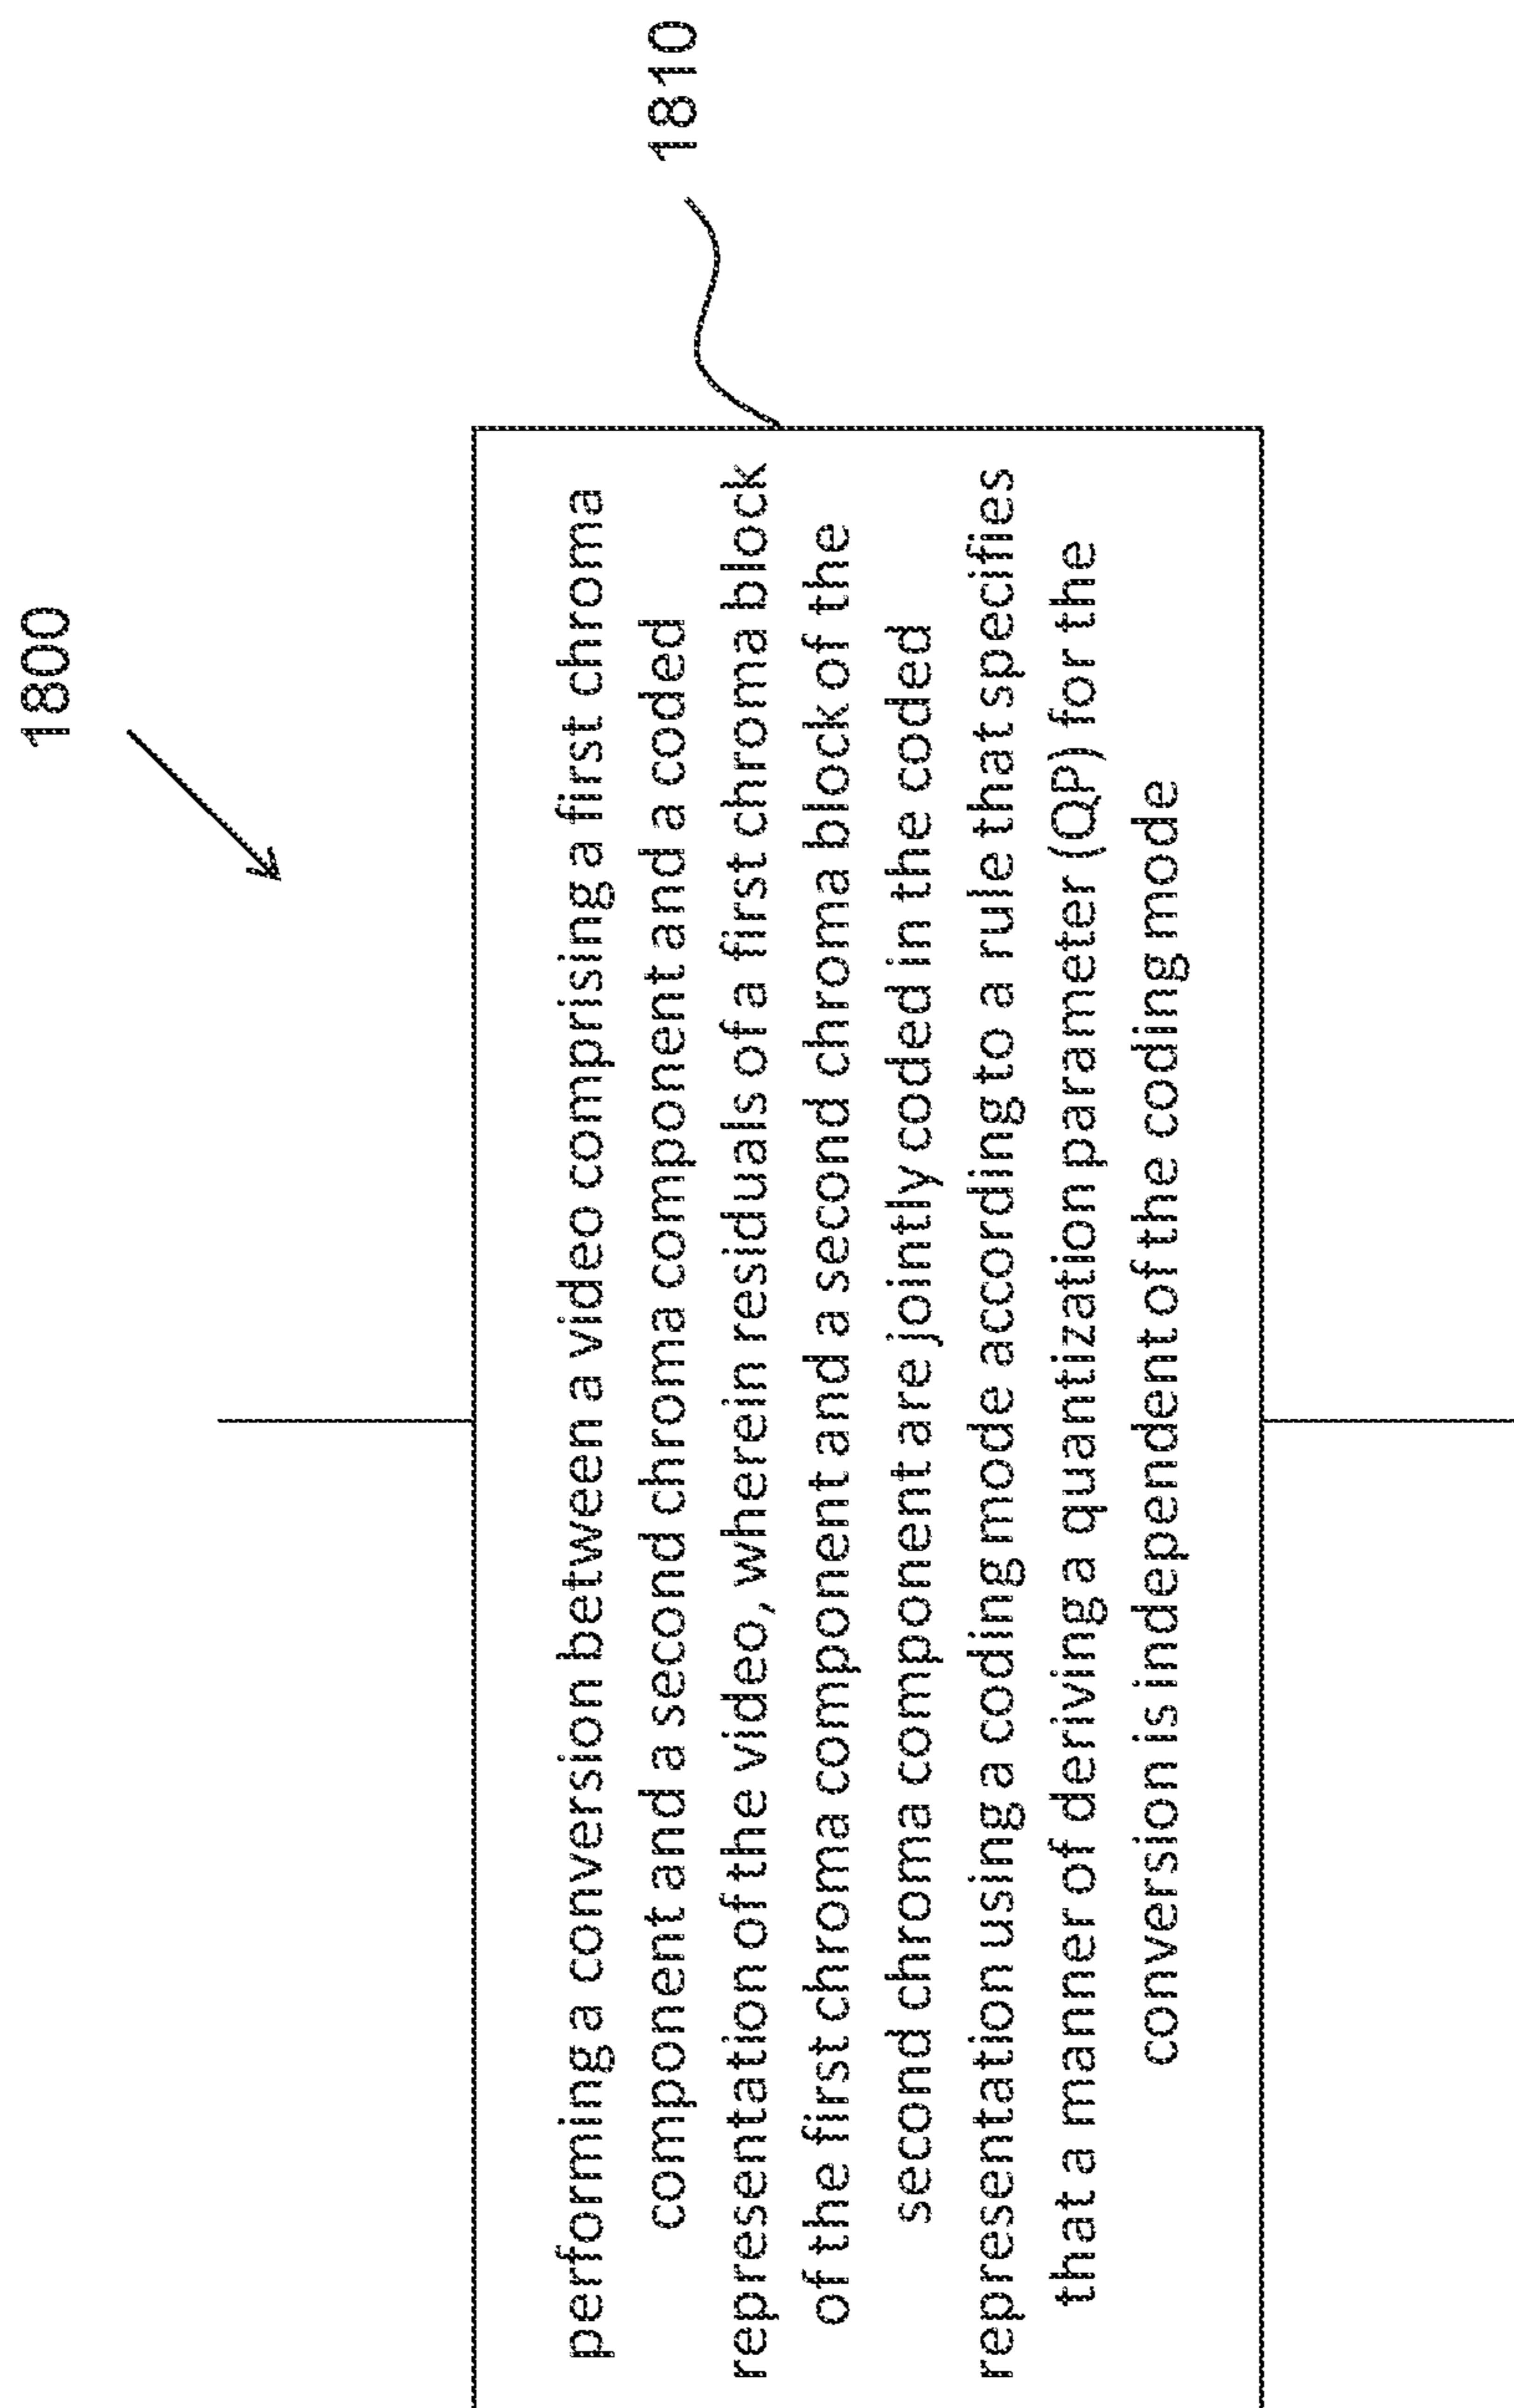 1800
1810
performing a conversion between a video comprising a first chroma
component and a second chroma component and a coded
representation of the video, wherein residuals of a first chroma block
of the first chroma component and a second chroma block of the
second chroma component are jointly coded in the coded
representation using a coding mode according to a rule that specifies
that a manner of deriving a quantization parameter (QP) for the
conversion is independent of the coding mode